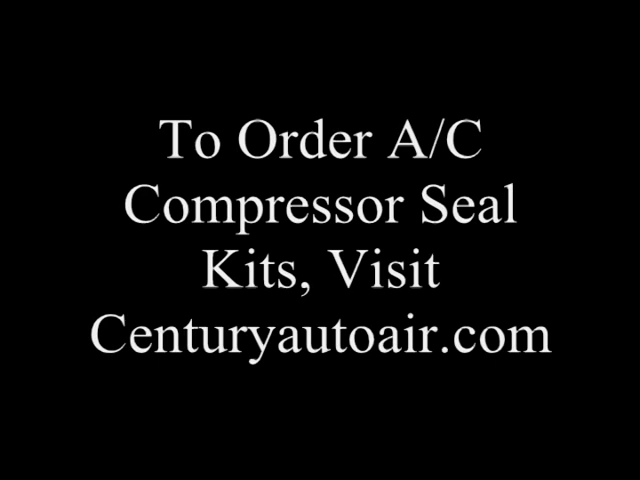 To Order A/C
Compressor Seal
Kits, Visit
Centuryautoair.com